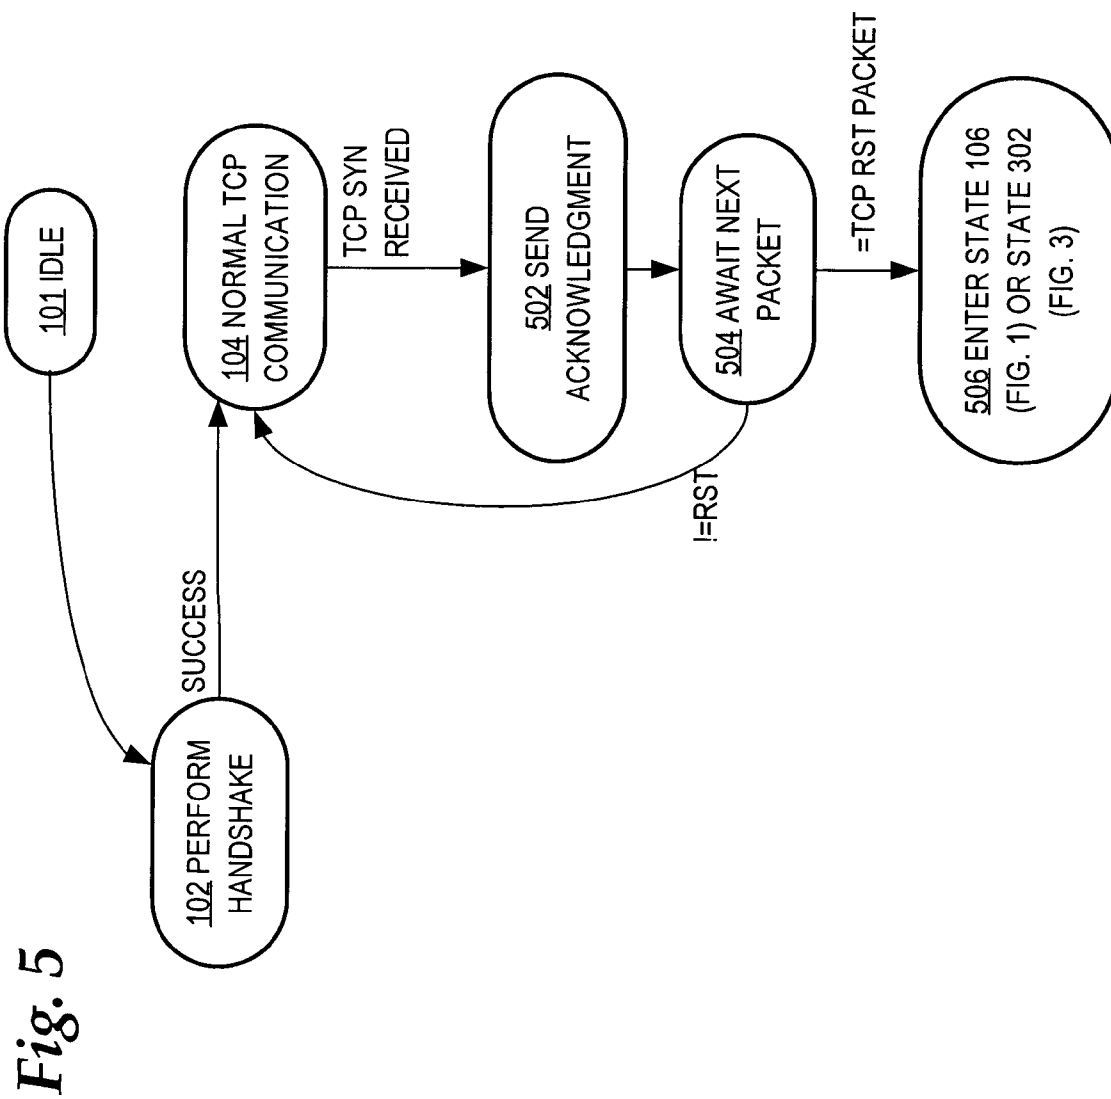 Fig. 5
101 IDLE
102 PERFORM
HANDSHAKE
SUCCESS
104 NORMAL TCP
COMMUNICATION
TCP SYN
RECEIVED
502 SEND
ACKNOWLEDGMENT
504 AWAIT NEXT
PACKET
!=RST
=TCP RST PACKET
506 ENTER STATE 106
(FIG. 1) OR STATE 302
(FIG. 3)